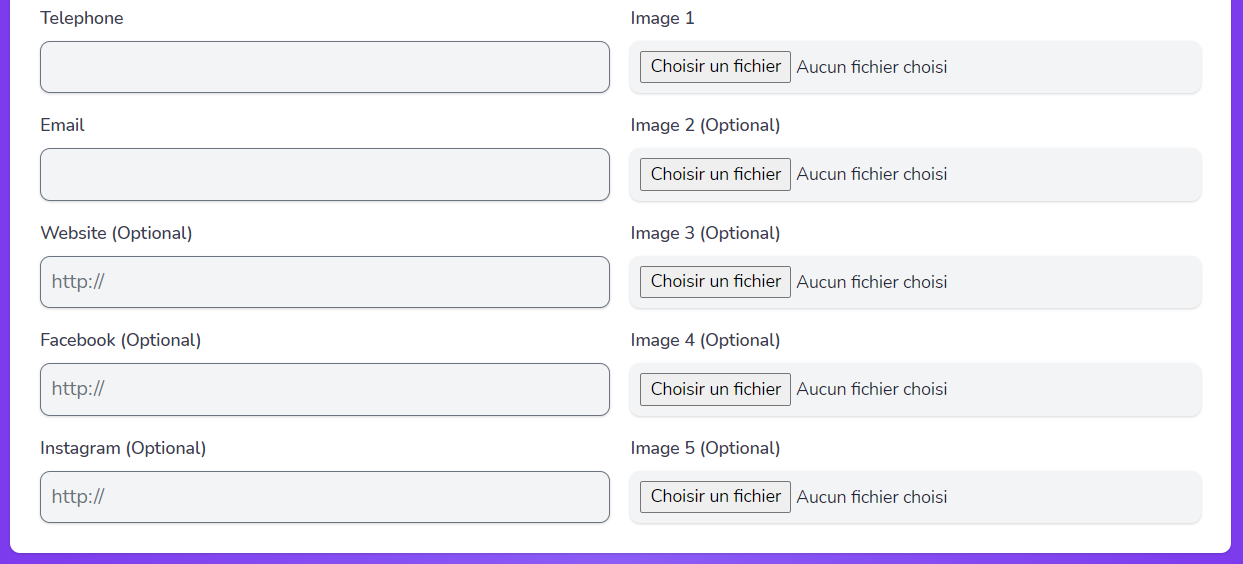 Telephone
Image 1
Choisir un fichier Aucun fichier choisi
Email
Image 2 (Optional)
Choisir un fichier Aucun fichier choisi
Website (Optional)
Image 3 (Optional)
http://
Choisir un fichier Aucun fichier choisi
Facebook (Optional)
Image 4 (Optional)
http://
Choisir un fichier Aucun fichier choisi
Instagram (Optional)
Image 5 (Optional)
http://
Choisir un fichier Aucun fichier choisi